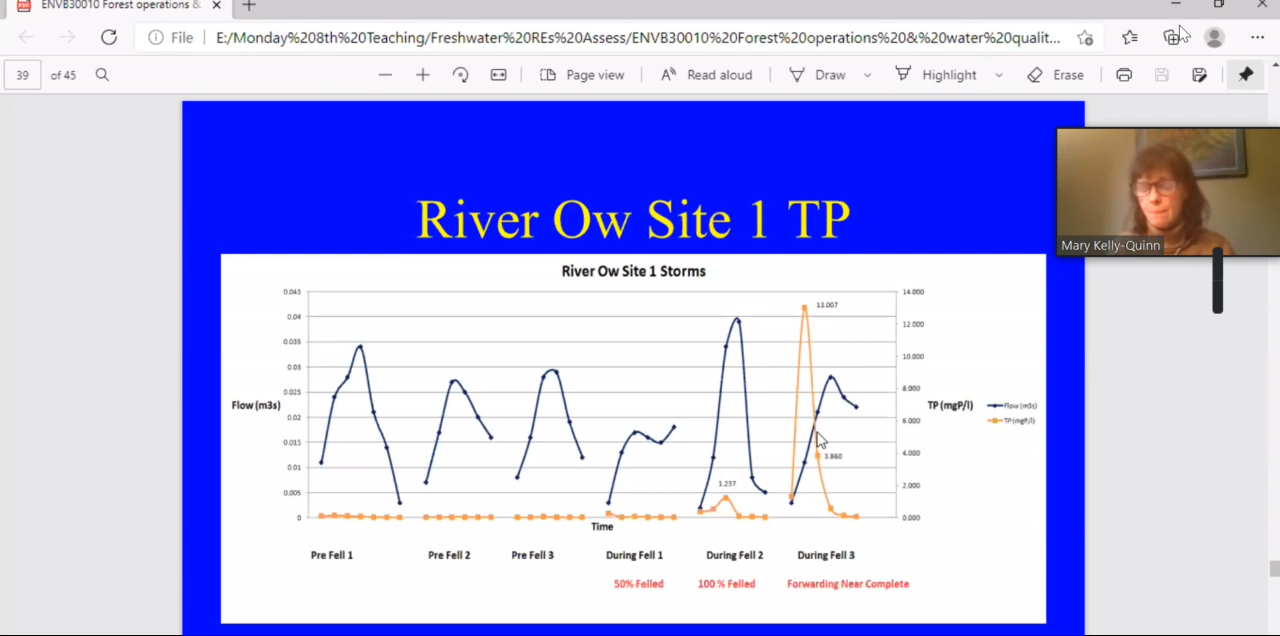 ENVB30010 Forest operations &
File
E:/Monday%208th%20Teaching/Freshwater%20REs%20Assess/ENVB30010%20Forest%20operations%20&%20water%20qualit...
39 of 45
Page view
Read aloud
Draw
Highlight
Erase
River Ow Site 1 TP
Mary Kelly-Quinn
River Ow Site 1 Storms
0.045
0.04
0.035
0.03
0.025
0.02
0.015
0.01
0.005
0
Flow (m3s)
14.000
12.000
10.000
8.000
6.000
4.000
2.000
0.000
TP (mgP/l)
Flow (m3s)
TP (mgP/l)
13.007
3.860
1.237
Time
Pre Fell 1 Pre Fell 2 Pre Fell 3 During Fell 1 During Fell 2 During Fell 3
50% Felled 100 % Felled Forwarding Near Complete